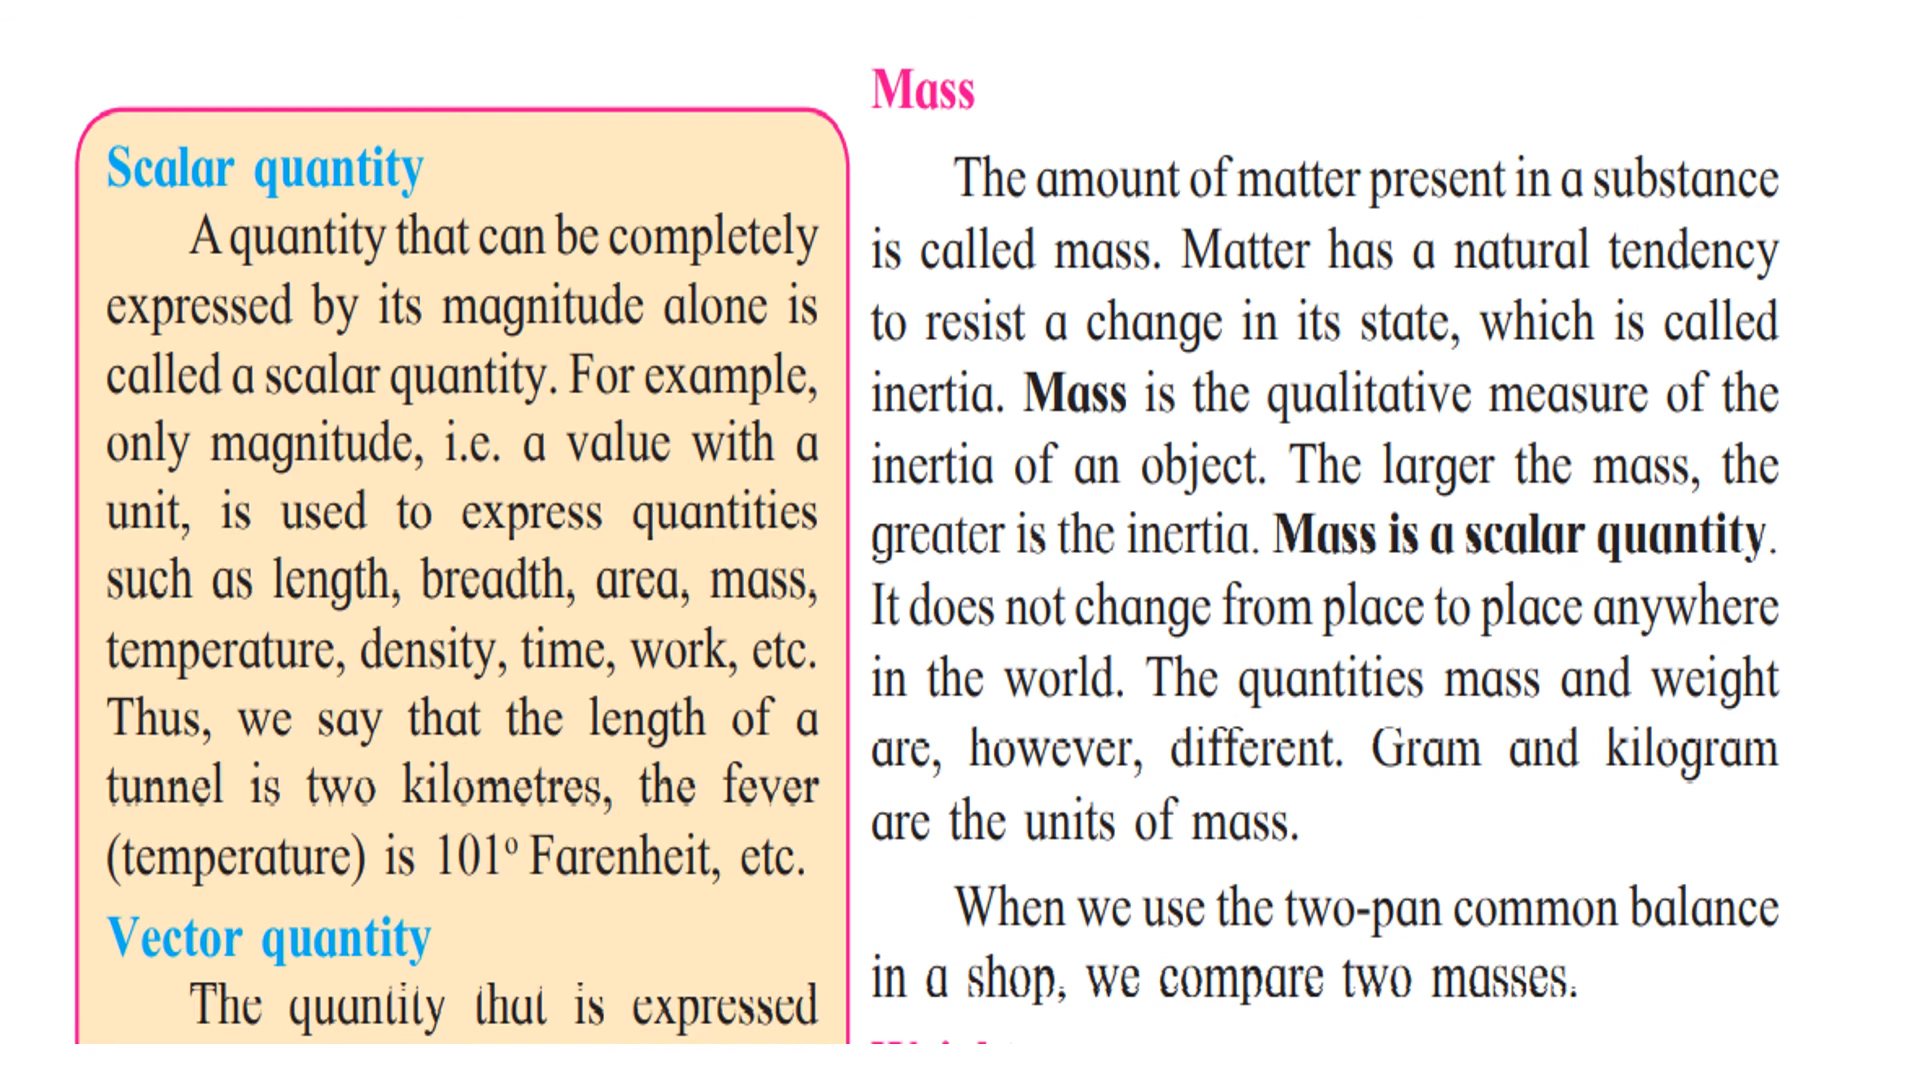 Scalar quantity
A quantity that can be completely
expressed by its magnitude alone is
called a scalar quantity. For example,
only magnitude, i.e. a value with a
unit, is used to express quantities
such as length, breadth, area, mass,
temperature, density, time, work, etc.
Thus, we say that the length of a
tunnel is two kilometres, the fever
(temperature) is 101º Farenheit, etc.
Vector quantity
The quantity that is expressed
Mass
The amount of matter present in a substance
is called mass. Matter has a natural tendency
to resist a change in its state, which is called
inertia. Mass is the qualitative measure of the
inertia of an object. The larger the mass, the
greater is the inertia. Mass is a scalar quantity.
It does not change from place to place anywhere
in the world. The quantities mass and weight
are, however, different. Gram and kilogram
are the units of mass.
When we use the two-pan common balance
in a shop, we compare two masses.